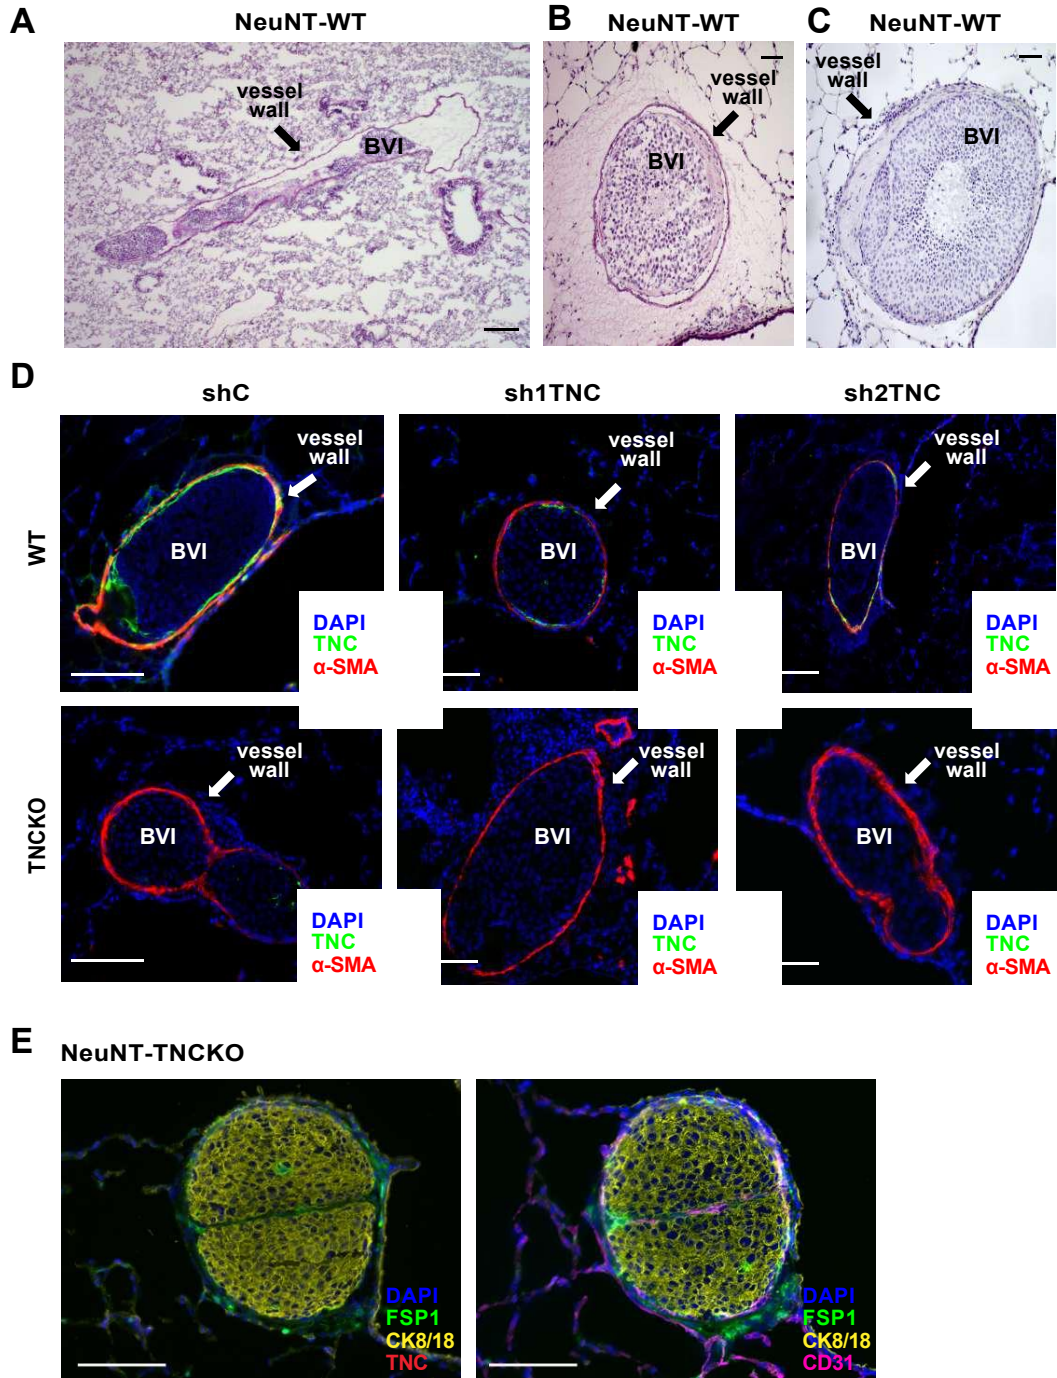 A
NeuNT-WT
vessel
wall
BVI
B
NeuNT-WT
vessel
wall
BVI
C
NeuNT-WT
vessel
wall
BVI
D
shC
sh1TNC
sh2TNC
WT
vessel
wall
BVI
DAPI
TNC
α-SMA
vessel
wall
BVI
DAPI
TNC
α-SMA
vessel
wall
BVI
DAPI
TNC
α-SMA
TNCKO
vessel
wall
BVI
DAPI
TNC
α-SMA
vessel
wall
BVI
DAPI
TNC
α-SMA
vessel
wall
BVI
DAPI
TNC
α-SMA
E
NeuNT-TNCKO
DAPI
FSP1
CK8/18
TNC
DAPI
FSP1
CK8/18
CD31